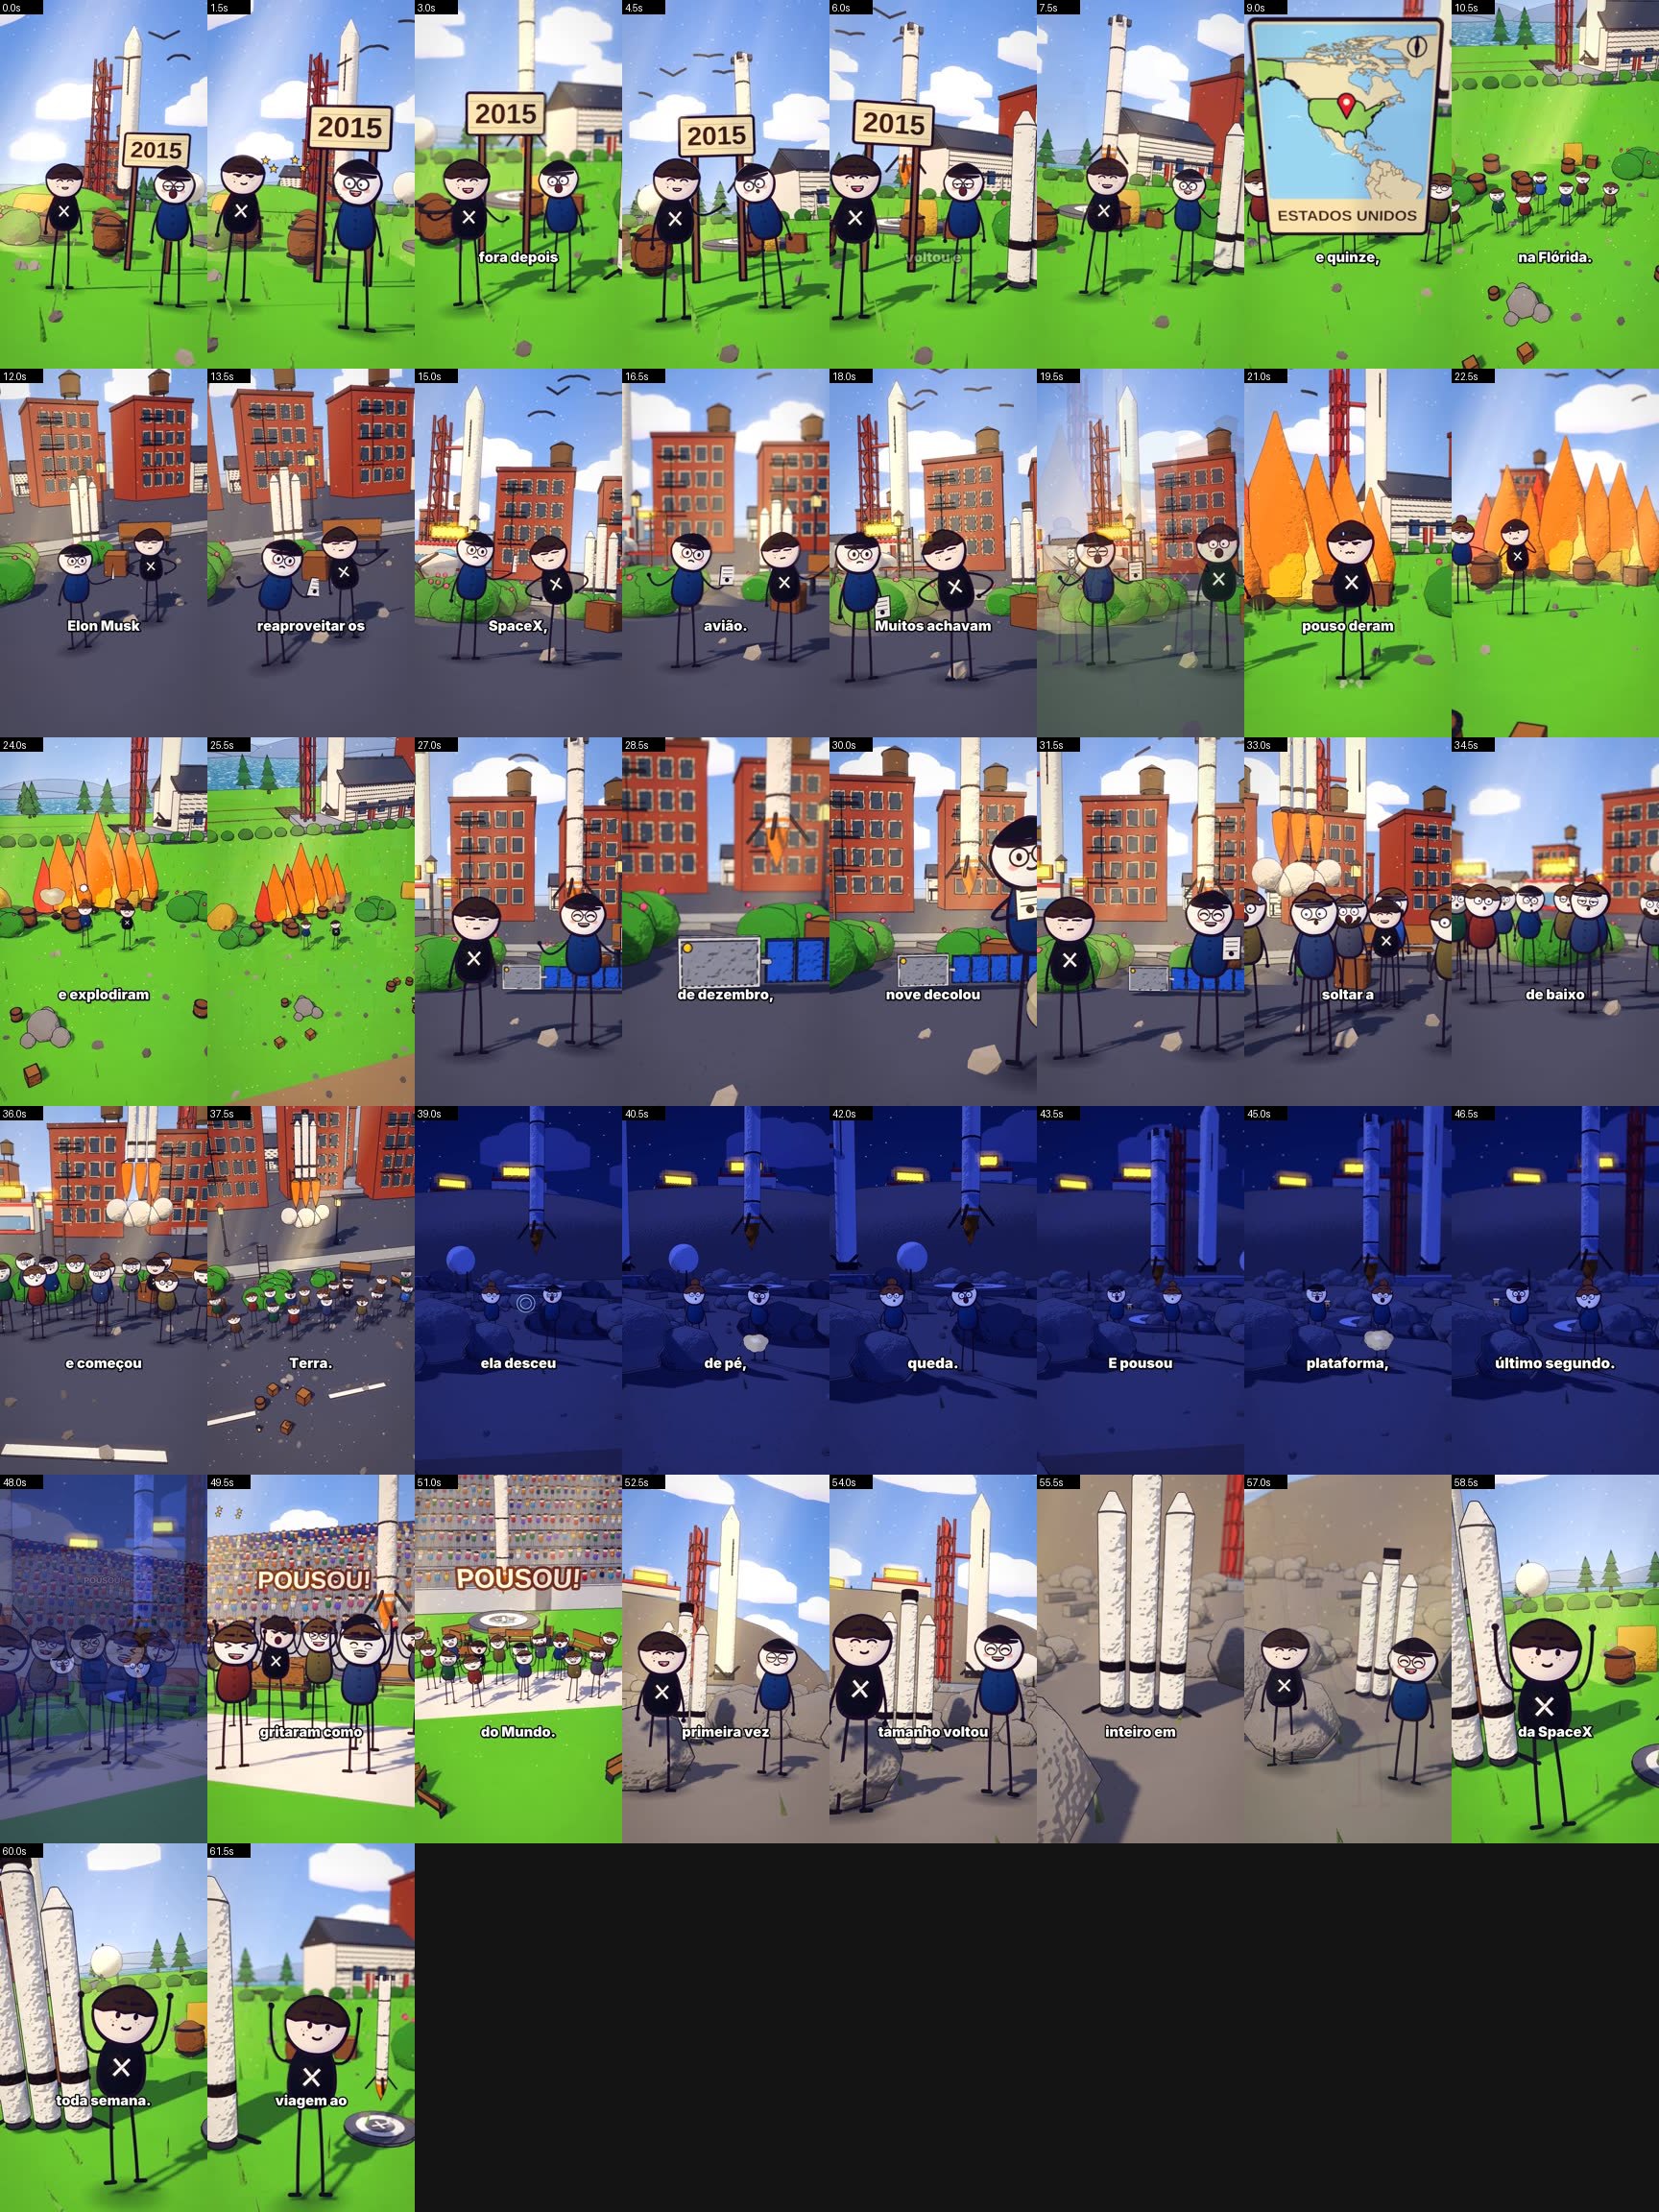 0.0s
1.5s
3.0s
4.5s
6.0s
7.5s
9.0s
10.5s
2015
2015
2015
2015
2015
ESTADOS UNIDOS
fora depois
voltou e
e quinze,
na Flórida.
12.0s
13.5s
15.0s
16.5s
18.0s
19.5s
21.0s
22.5s
X
Elon Musk
reaproveitar os
SpaceX,
avião.
Muitos achavam
pouso deram
24.0s
25.5s
27.0s
28.5s
30.0s
31.5s
33.0s
34.5s
e explodiram
de dezembro,
nove decolou
soltar a
de baixo
36.0s
37.5s
39.0s
40.5s
42.0s
43.5s
45.0s
46.5s
e começou
Terra.
ela desceu
de pé,
queda.
E pousou
plataforma,
último segundo.
48.0s
49.5s
51.0s
52.5s
54.0s
55.5s
57.0s
58.5s
POUSOU!
POUSOU!
POUSOU!
gritaram como
do Mundo.
primeira vez
tamanho voltou
inteiro em
da SpaceX
60.0s
61.5s
toda semana.
viagem ao